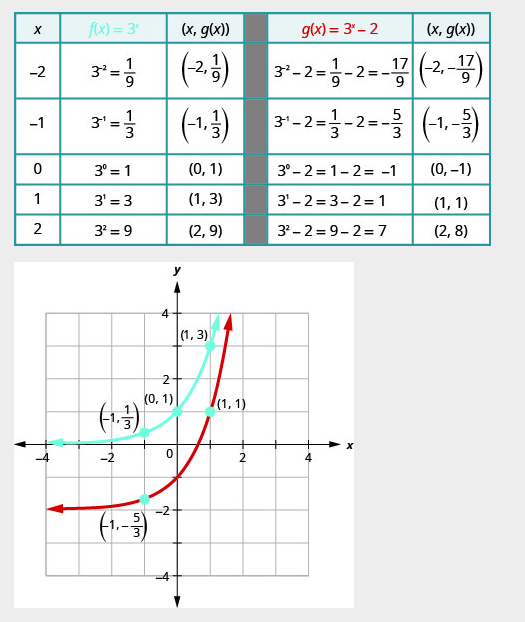 x f(x) = 3ˣ (x, g(x)) g(x) = 3ˣ − 2 (x, g(x))
−2 3⁻² = 1/9 (−2, 1/9) 3⁻² − 2 = 1/9 − 2 = −17/9 (−2, −17/9)
−1 3⁻¹ = 1/3 (−1, 1/3) 3⁻¹ − 2 = 1/3 − 2 = −5/3 (−1, −5/3)
0 3⁰ = 1 (0, 1) 3⁰ − 2 = 1 − 2 = −1 (0, −1)
1 3¹ = 3 (1, 3) 3¹ − 2 = 3 − 2 = 1 (1, 1)
2 3² = 9 (2, 9) 3² − 2 = 9 − 2 = 7 (2, 8)
y
4
(1, 3)
2
(0, 1)
(−1, 1/3) (1, 1)
−4 −2 0 2 4 x
−2
(−1, −5/3)
−4